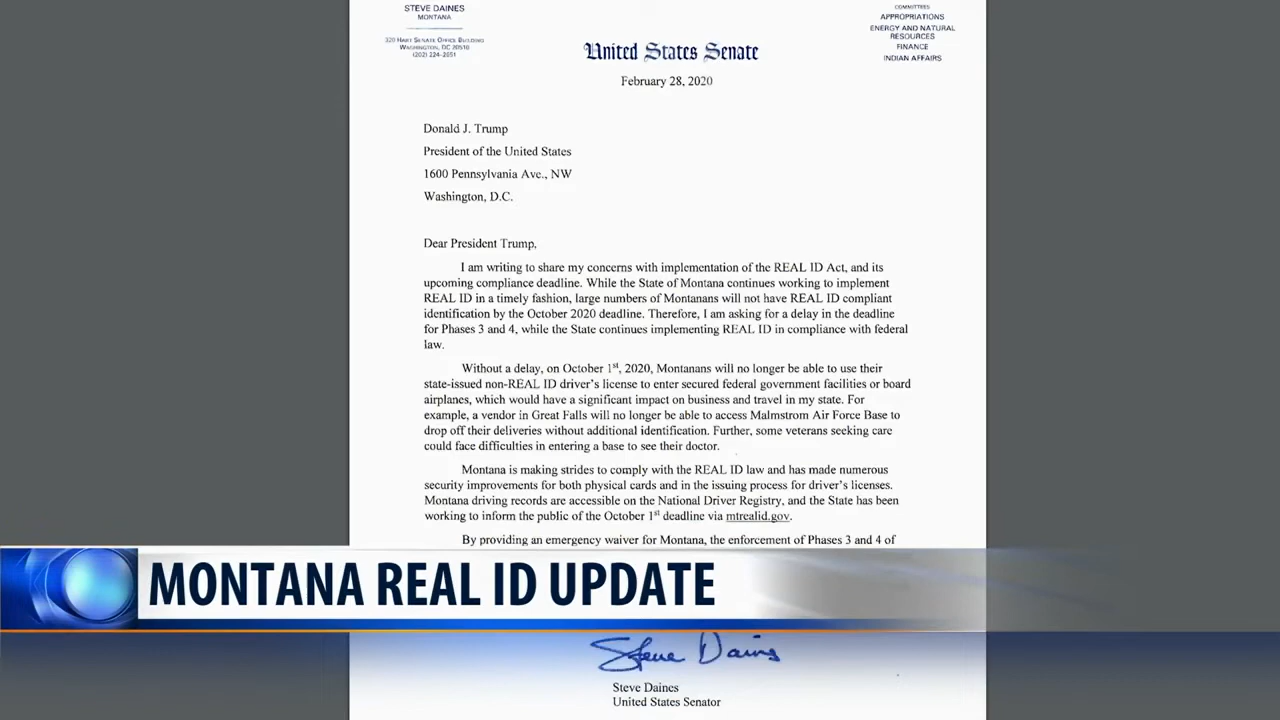 STEVE DAINES
MONTANA
320 HART SENATE OFFICE BUILDING
WASHINGTON, DC 20510
(202) 224-2651
COMMITTEES
APPROPRIATIONS
ENERGY AND NATURAL
RESOURCES
FINANCE
INDIAN AFFAIRS
United States Senate
February 28, 2020
Donald J. Trump
President of the United States
1600 Pennsylvania Ave., NW
Washington, D.C.
Dear President Trump,
I am writing to share my concerns with implementation of the REAL ID Act, and its
upcoming compliance deadline. While the State of Montana continues working to implement
REAL ID in a timely fashion, large numbers of Montanans will not have REAL ID compliant
identification by the October 2020 deadline. Therefore, I am asking for a delay in the deadline
for Phases 3 and 4, while the State continues implementing REAL ID in compliance with federal
law.
Without a delay, on October 1st, 2020, Montanans will no longer be able to use their
state-issued non-REAL ID driver's license to enter secured federal government facilities or board
airplanes, which would have a significant impact on business and travel in my state. For
example, a vendor in Great Falls will no longer be able to access Malmstrom Air Force Base to
drop off their deliveries without additional identification. Further, some veterans seeking care
could face difficulties in entering a base to see their doctor.
Montana is making strides to comply with the REAL ID law and has made numerous
security improvements for both physical cards and in the issuing process for driver's licenses.
Montana driving records are accessible on the National Driver Registry, and the State has been
working to inform the public of the October 1st deadline via mtrealid.gov.
By providing an emergency waiver for Montana, the enforcement of Phases 3 and 4 of
MONTANA REAL ID UPDATE
Steve Daines
Steve Daines
United States Senator